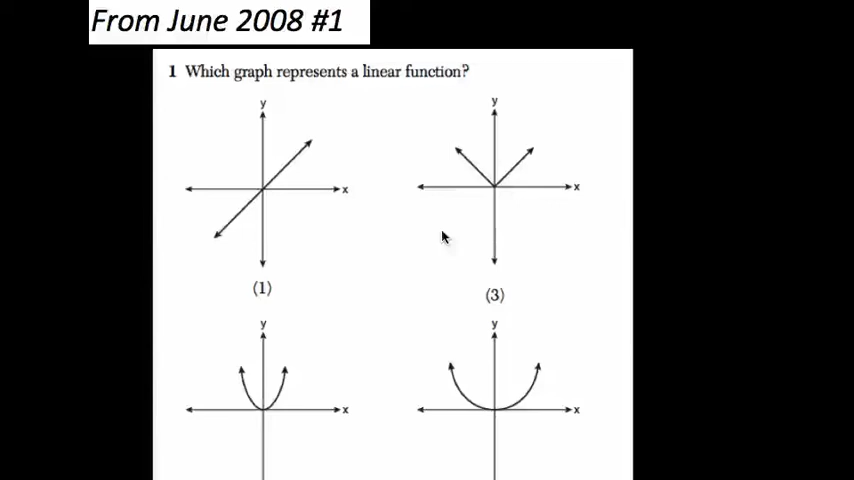 From June 2008 #1
1 Which graph represents a linear function?
y
x
(1)
y
x
(3)
y
x
y
x